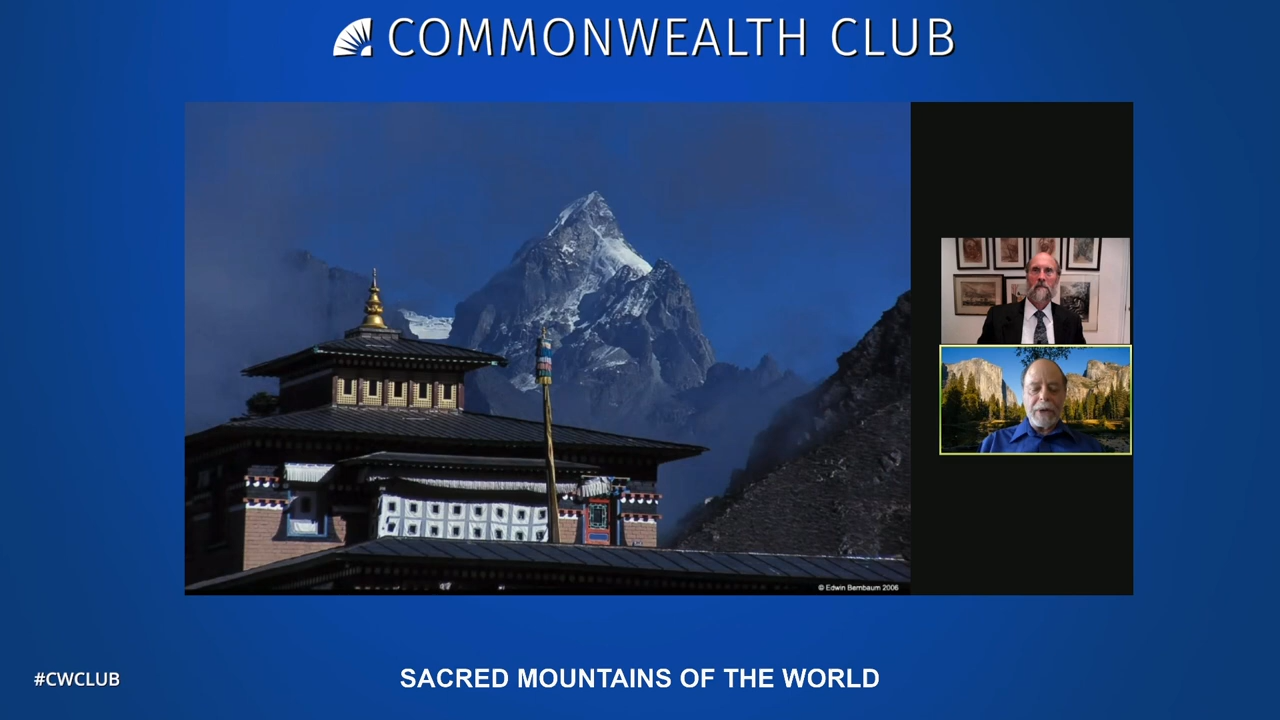 COMMONWEALTH CLUB
© Edwin Bernbaum 2006
#CWCLUB
SACRED MOUNTAINS OF THE WORLD